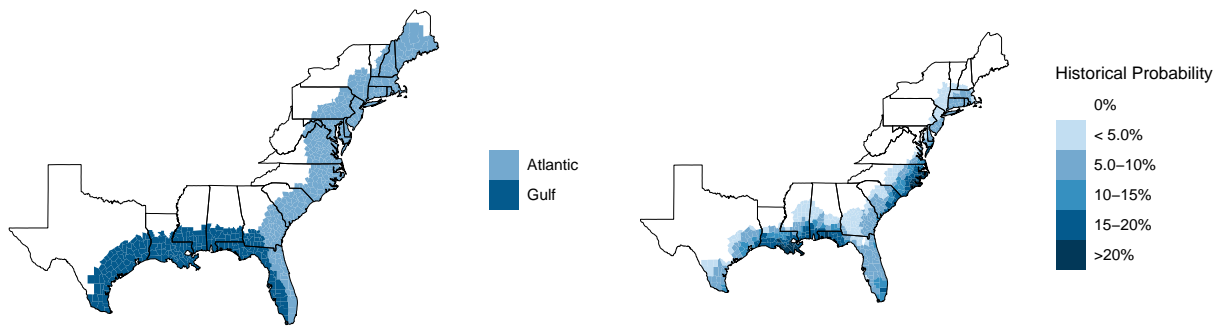 Atlantic
Gulf
Historical Probability
0%
< 5.0%
5.0–10%
10–15%
15–20%
>20%